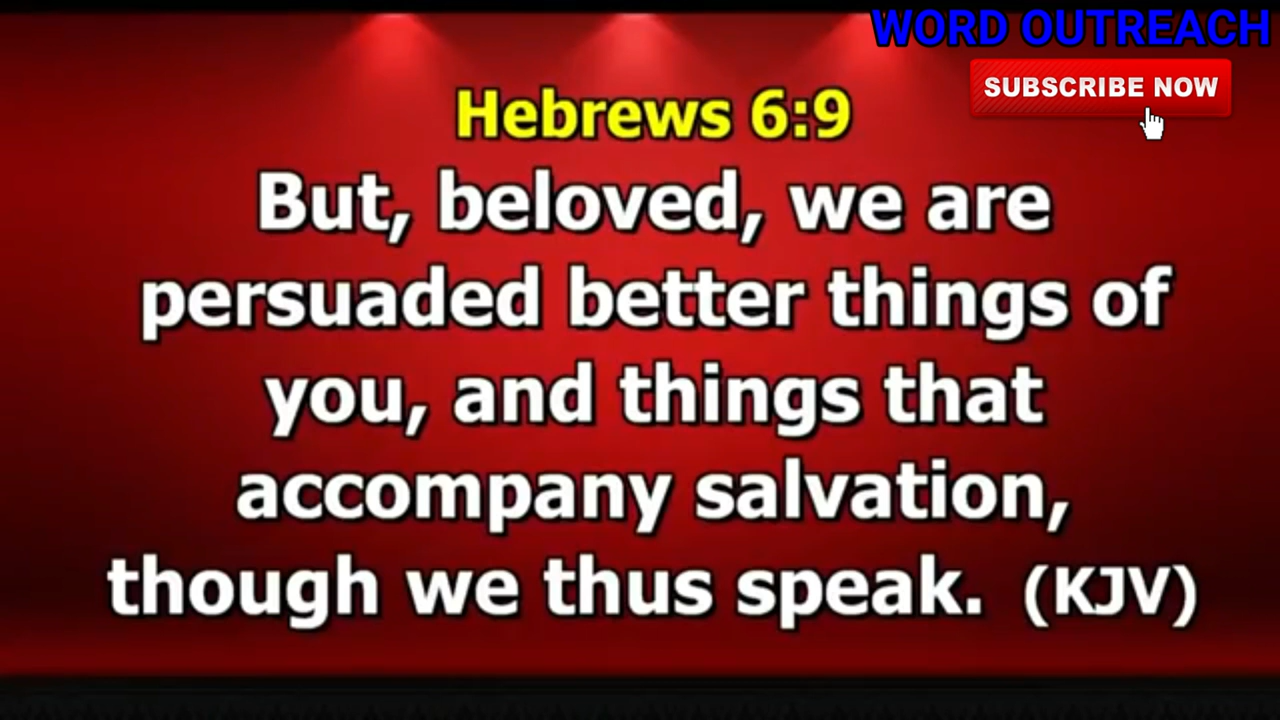 WORD OUTREACH
SUBSCRIBE NOW
Hebrews 6:9
But, beloved, we are
persuaded better things of
you, and things that
accompany salvation,
though we thus speak. (KJV)